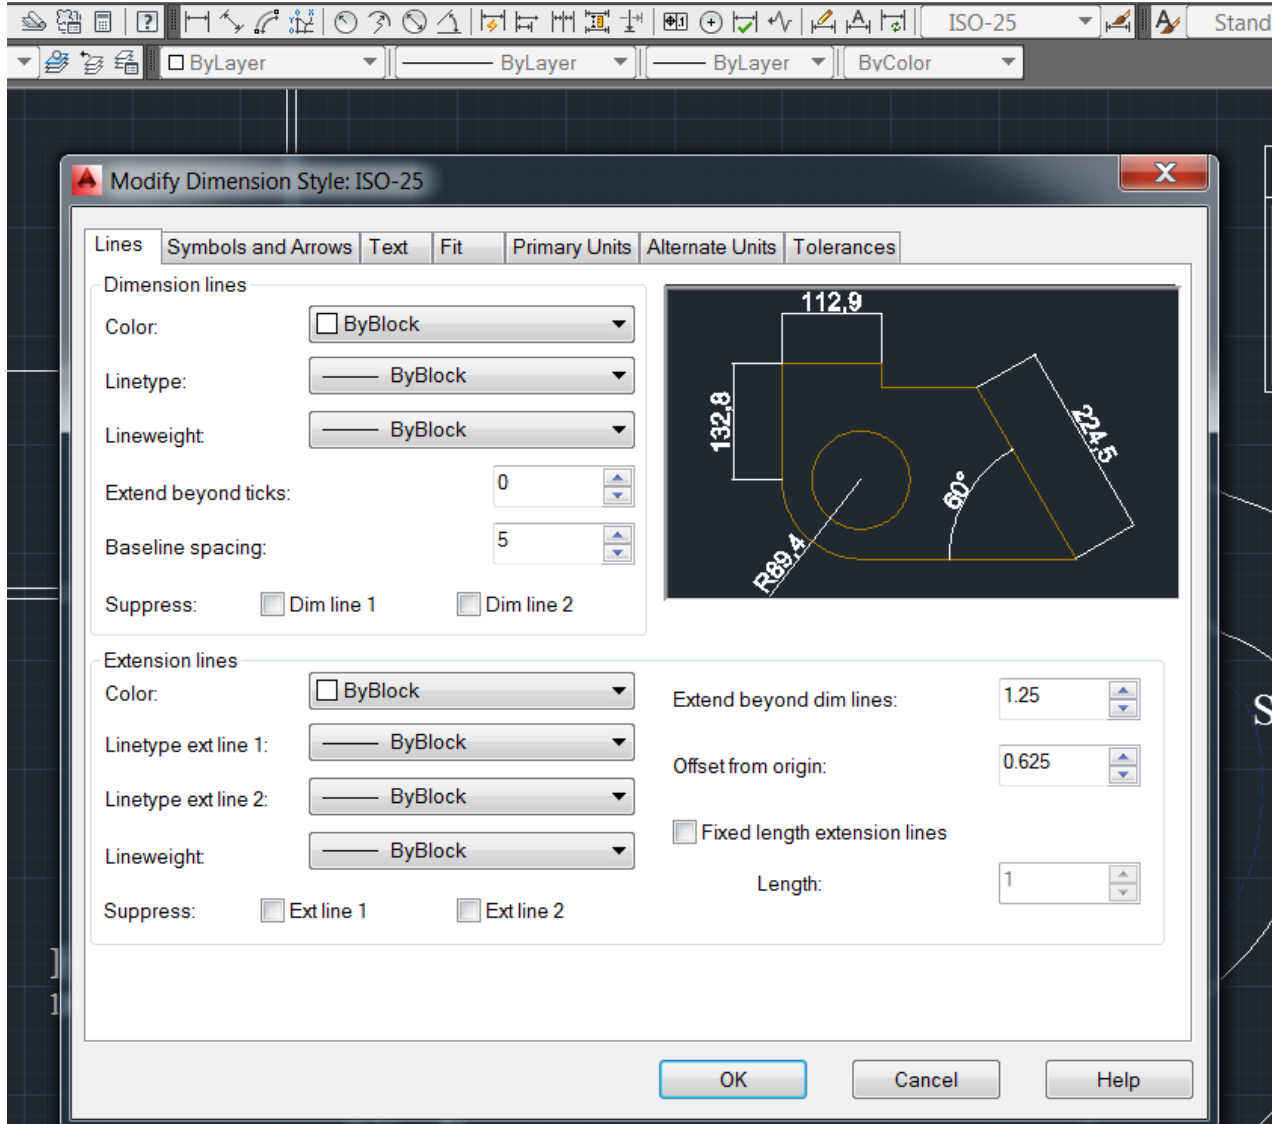 ISO-25 Stand
ByLayer ByLayer ByLayer ByColor
Modify Dimension Style: ISO-25
Lines Symbols and Arrows Text Fit Primary Units Alternate Units Tolerances
Dimension lines
Color: ByBlock
Linetype: ByBlock
Lineweight: ByBlock
Extend beyond ticks: 0
Baseline spacing: 5
Suppress: Dim line 1 Dim line 2
112,9
132,8
224,5
60°
R89,4
Extension lines
Color: ByBlock
Linetype ext line 1: ByBlock
Linetype ext line 2: ByBlock
Lineweight: ByBlock
Suppress: Ext line 1 Ext line 2
Extend beyond dim lines: 1.25
Offset from origin: 0.625
Fixed length extension lines
Length: 1
S
1
OK Cancel Help